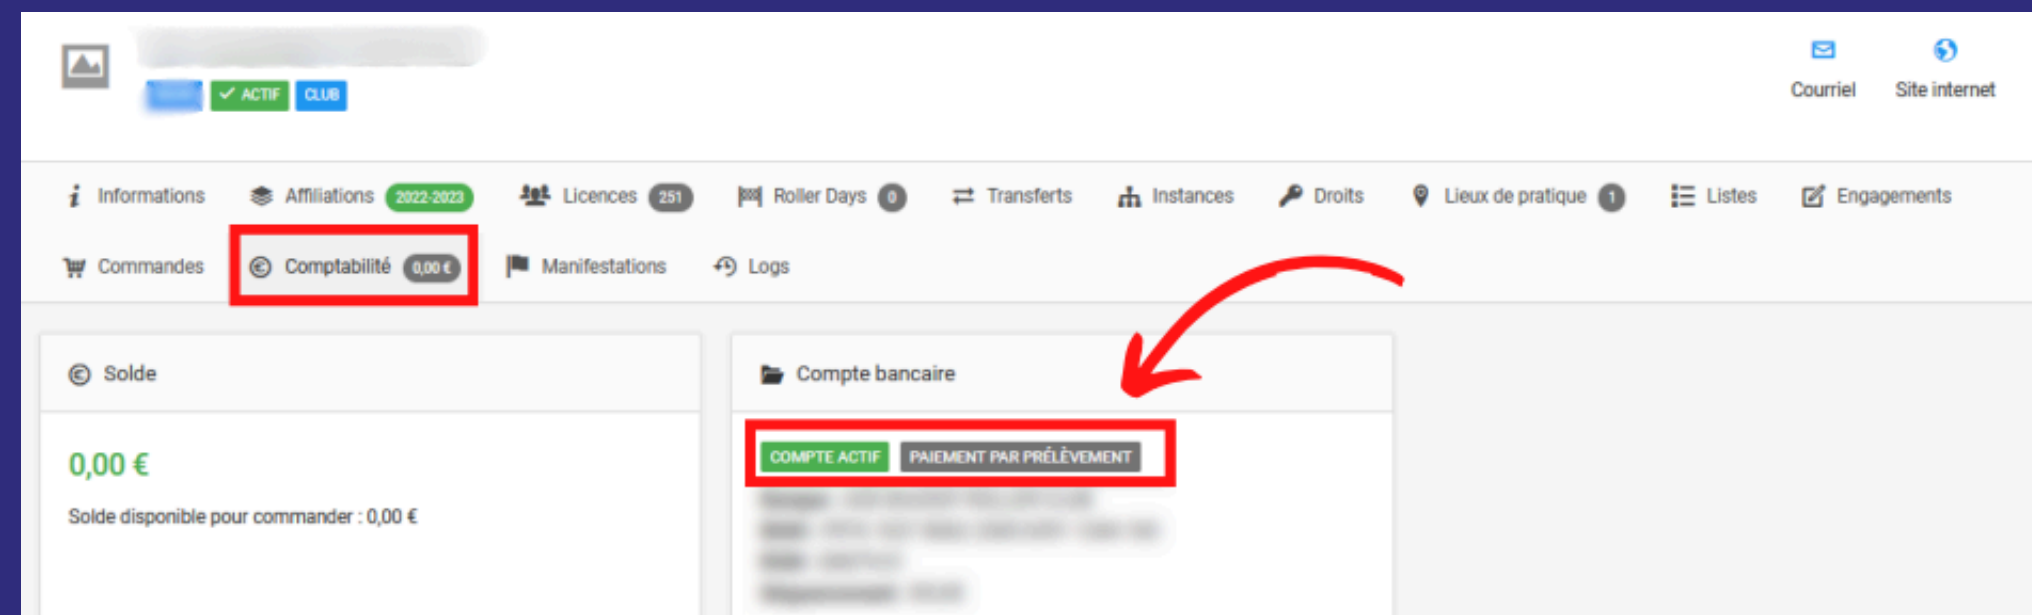 ACTIF CLUB
Courriel Site internet
Informations Affiliations 2022-2023 Licences 251 Roller Days 0 Transferts Instances Droits Lieux de pratique 1 Listes Engagements
Commandes Comptabilité 0,00 € Manifestations Logs
Solde
0,00 €
Solde disponible pour commander : 0,00 €
Compte bancaire
COMPTE ACTIF PAIEMENT PAR PRÉLÈVEMENT